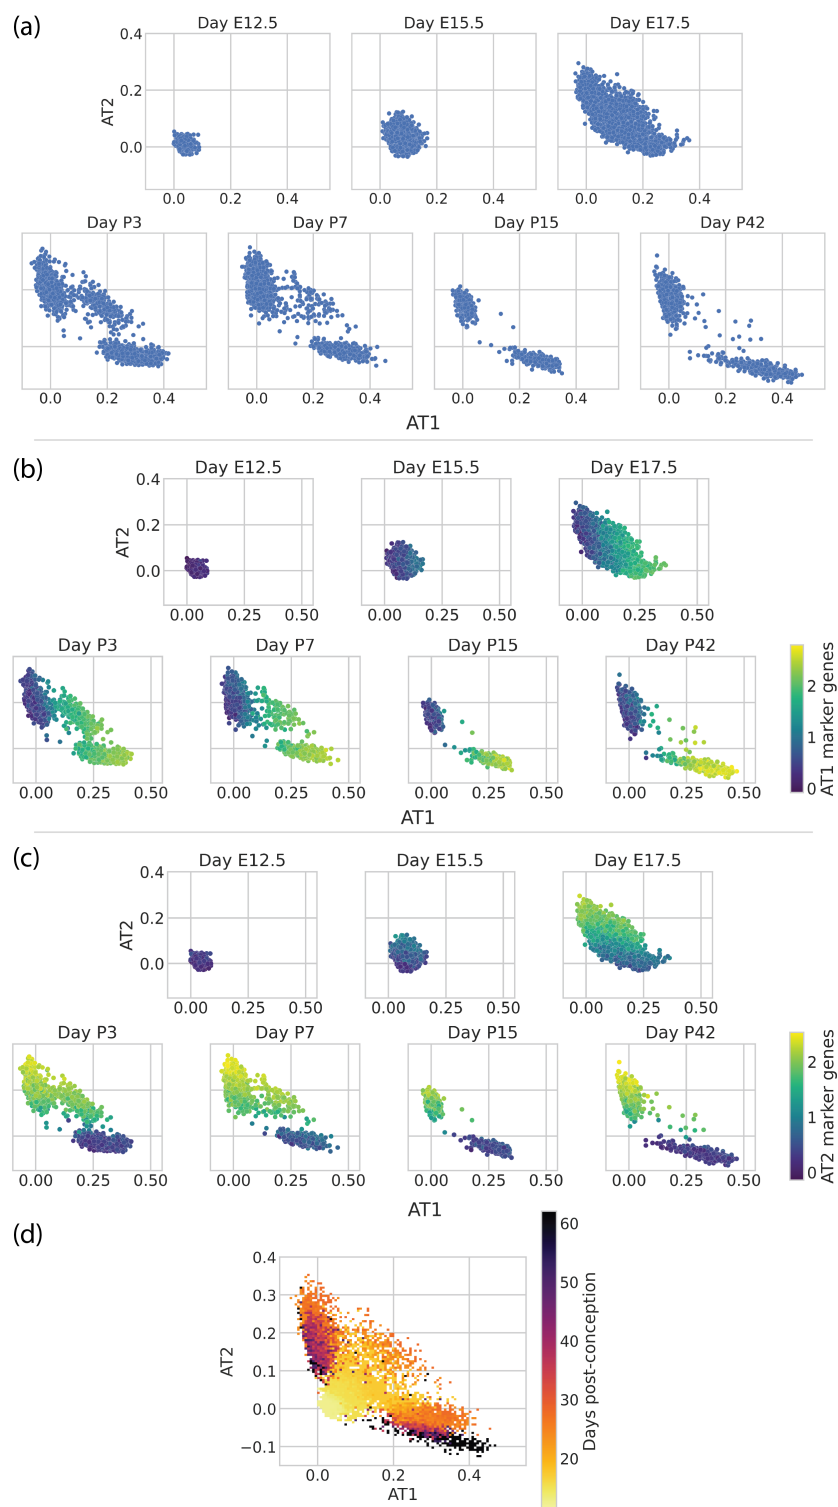 (a)
Day E12.5 Day E15.5 Day E17.5
0.4
0.2
0.0
AT2
0.0 0.2 0.4 0.0 0.2 0.4 0.0 0.2 0.4
Day P3 Day P7 P15 Day P42
0.0 0.2 0.4 0.0 0.2 0.4 0.0 0.2 0.4 0.0 0.2 0.4
AT1
(b)
Day E12.5 Day E15.5 Day E17.5
0.4
0.2
0.0
AT2
0.00 0.25 0.50 0.00 0.25 0.50 0.00 0.25 0.50
Day P3 Day P7 Day P15 Day P42
0.00 0.25 0.50 0.00 0.25 0.50 0.00 0.25 0.50 0.00 0.25 0.50
AT1
2
1
0
AT1 marker genes
(c)
Day E12.5 Day E15.5 Day E17.5
0.4
0.2
0.0
AT2
0.00 0.25 0.50 0.00 0.25 0.50 0.00 0.25 0.50
Day P3 Day P7 Day P15 Day P42
0.00 0.25 0.50 0.00 0.25 0.50 0.00 0.25 0.50 0.00 0.25 0.50
AT1
2
1
0
AT2 marker genes
(d)
0.4
0.3
0.2
0.1
0.0
−0.1
AT2
0.0 0.2 0.4
AT1
60
50
40
30
20
Days post-conception